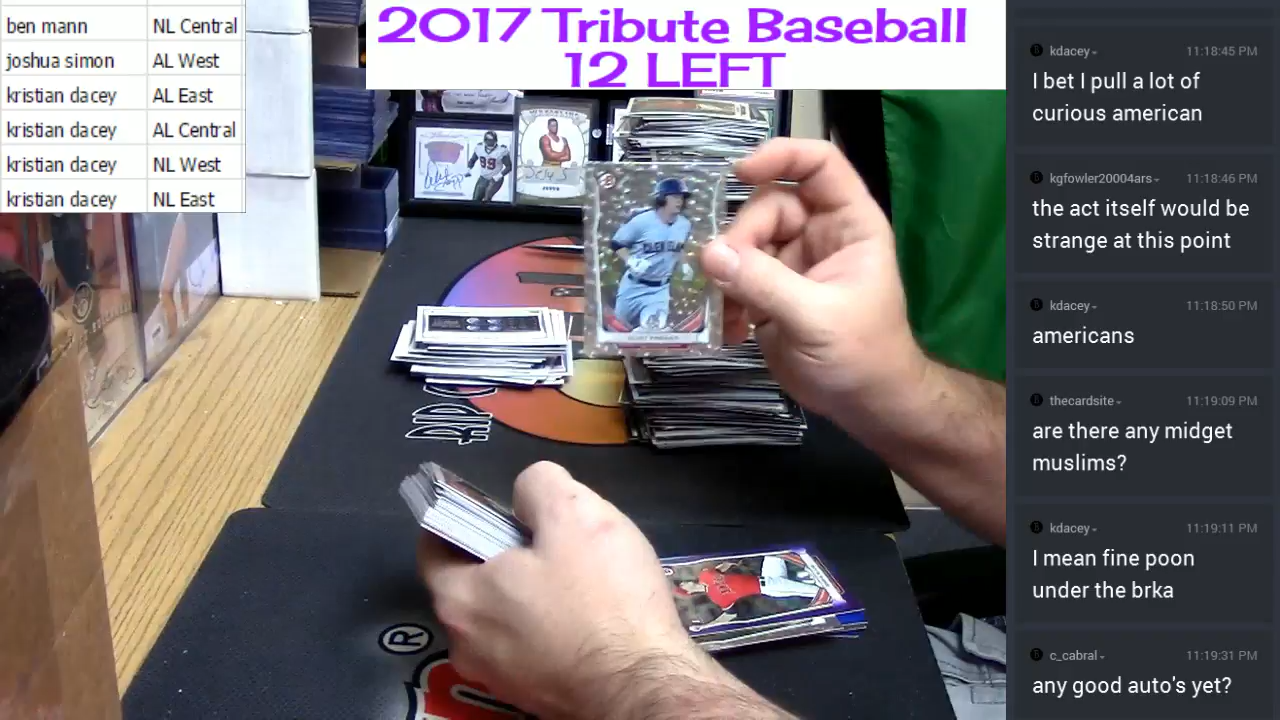 ben mann NL Central
joshua simon AL West
kristian dacey AL East
kristian dacey AL Central
kristian dacey NL West
kristian dacey NL East
2017 Tribute Baseball
12 LEFT
RIP
®
kdacey 11:18:45 PM
I bet I pull a lot of
curious american
kgfowler20004ars 11:18:46 PM
the act itself would be
strange at this point
kdacey 11:18:50 PM
americans
thecardsite 11:19:09 PM
are there any midget
muslims?
kdacey 11:19:11 PM
I mean fine poon
under the brka
c_cabral 11:19:31 PM
any good auto's yet?